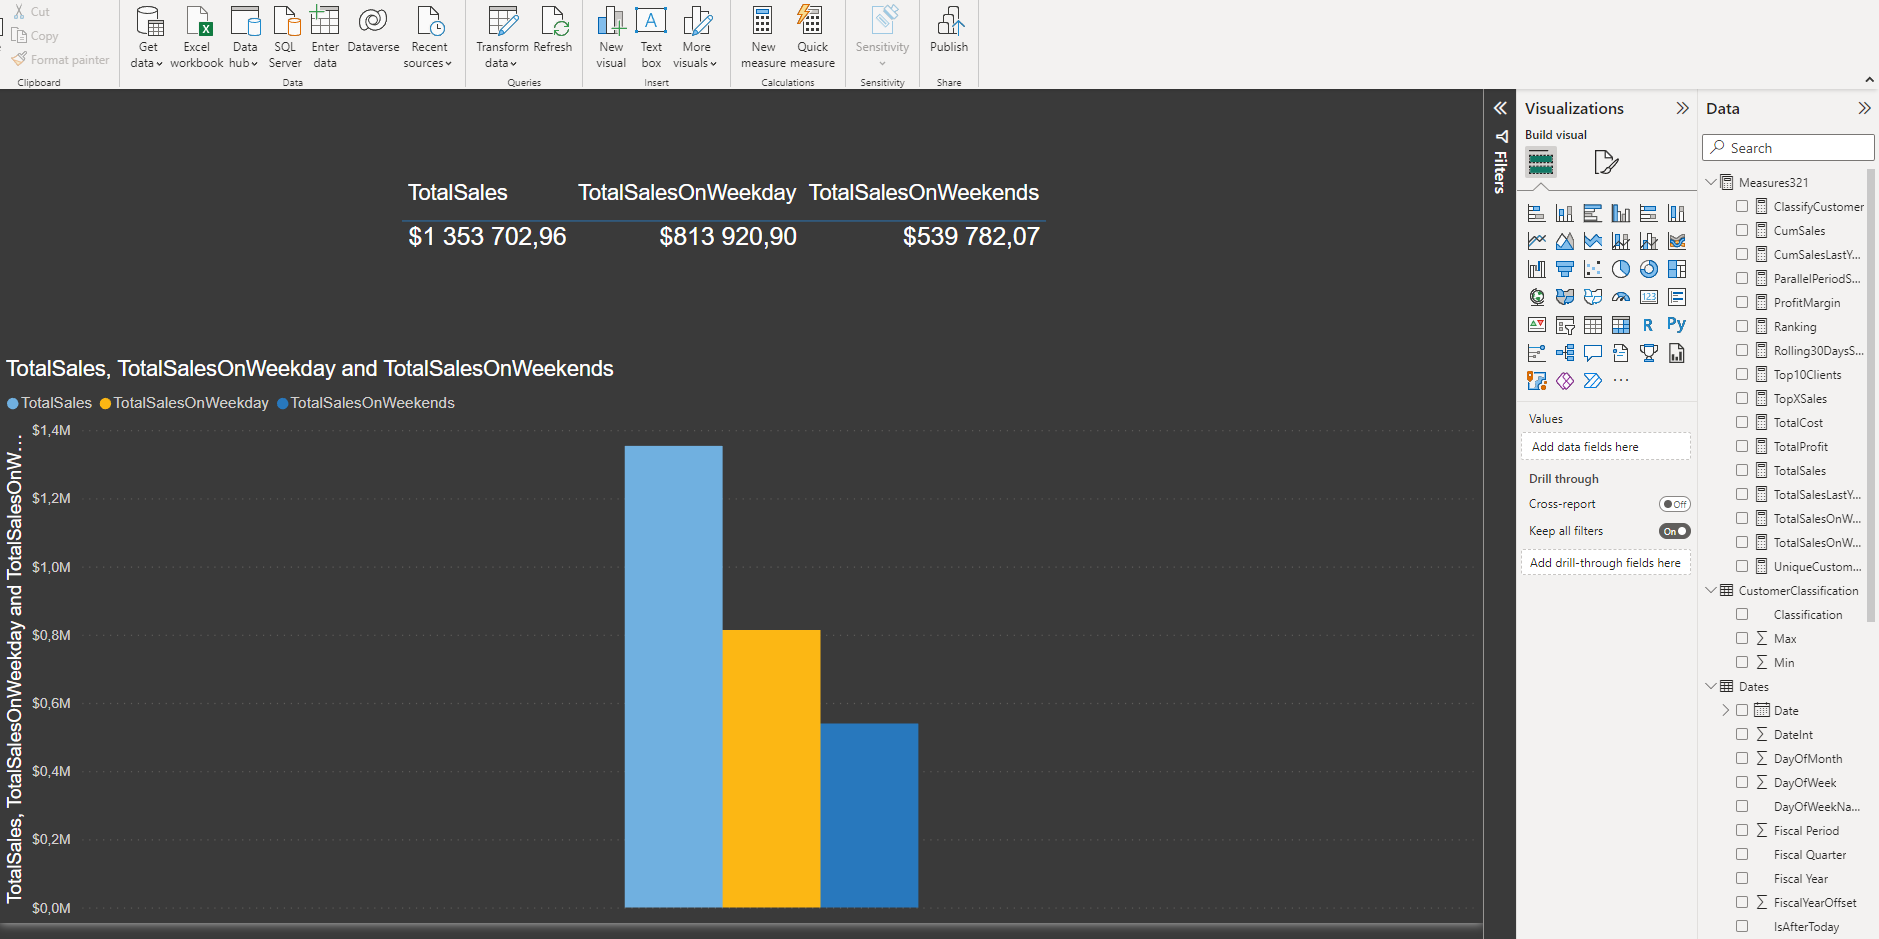 Cut
Copy
Format painter
Clipboard
Get data
Excel workbook
Data hub
SQL Server
Enter data
Dataverse
Recent sources
Data
Transform data
Refresh
Queries
New visual
Text box
More visuals
Insert
New measure
Quick measure
Calculations
Sensitivity
Sensitivity
Publish
Share
TotalSales TotalSalesOnWeekday TotalSalesOnWeekends
$1 353 702,96 $813 920,90 $539 782,07
TotalSales, TotalSalesOnWeekday and TotalSalesOnWeekends
TotalSales TotalSalesOnWeekday TotalSalesOnWeekends
TotalSales, TotalSalesOnWeekday and TotalSalesOnW...
$1,4M
$1,2M
$1,0M
$0,8M
$0,6M
$0,4M
$0,2M
$0,0M
Filters
Visualizations
Build visual
123
R
Py
...
Values
Add data fields here
Drill through
Cross-report Off
Keep all filters On
Add drill-through fields here
Data
Search
Measures321
ClassifyCustomer
CumSales
CumSalesLastY...
ParallelPeriodS...
ProfitMargin
Ranking
Rolling30DaysS...
Top10Clients
TopXSales
TotalCost
TotalProfit
TotalSales
TotalSalesLastY...
TotalSalesOnW...
TotalSalesOnW...
UniqueCustom...
CustomerClassification
Classification
Max
Min
Dates
Date
DateInt
DayOfMonth
DayOfWeek
DayOfWeekNa...
Fiscal Period
Fiscal Quarter
Fiscal Year
FiscalYearOffset
IsAfterToday